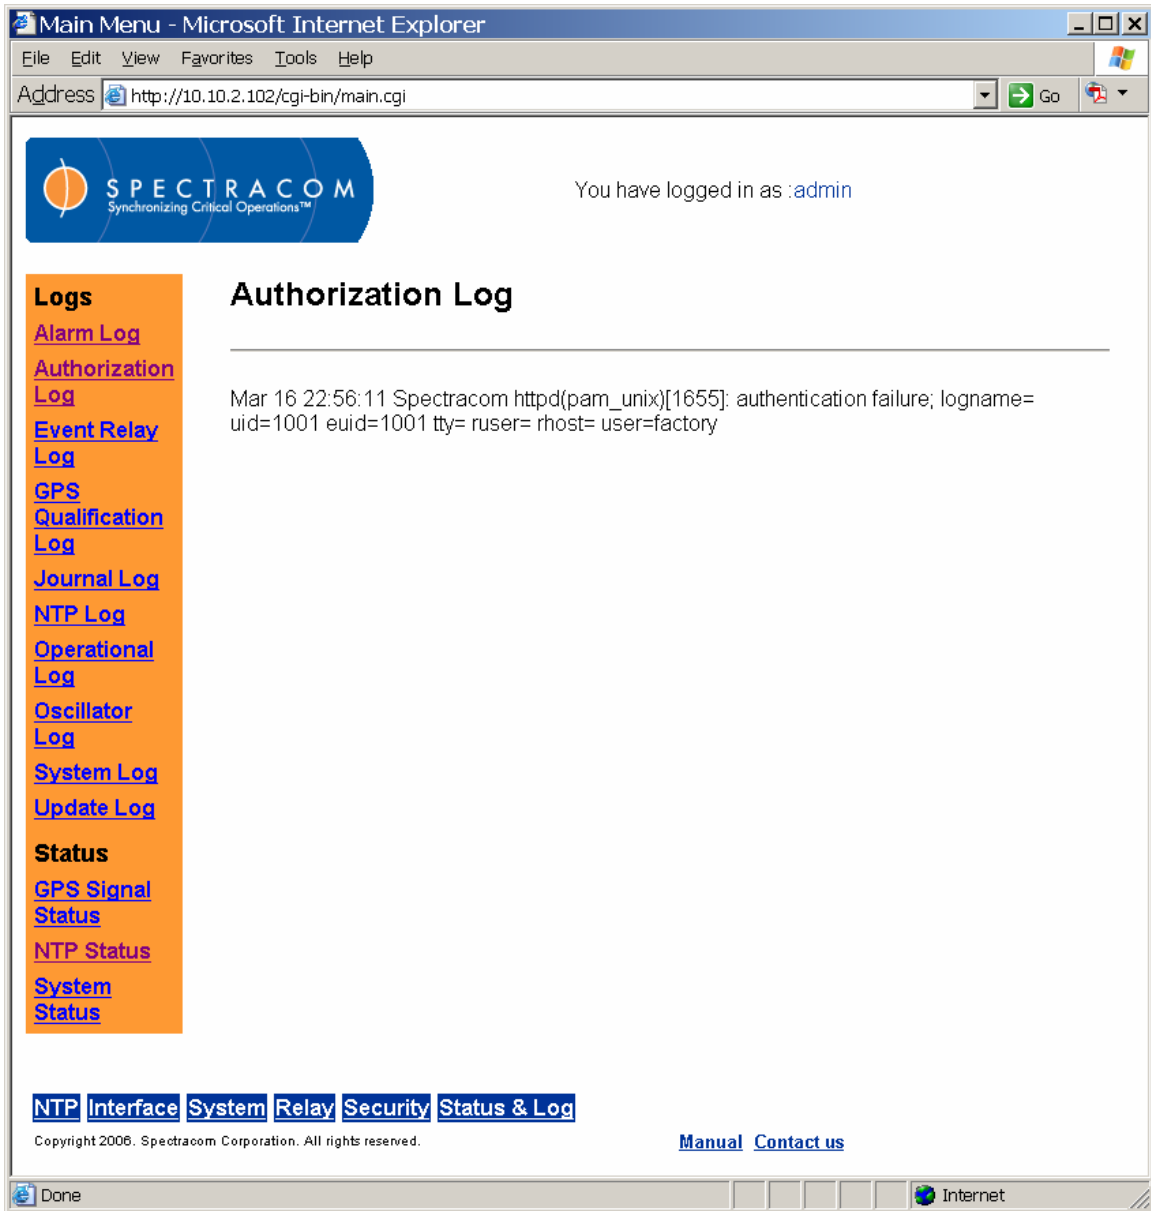 Main Menu - Microsoft Internet Explorer
File Edit View Favorites Tools Help
Address http://10.10.2.102/cgi-bin/main.cgi Go
SPECTRACOM
Synchronizing Critical Operations™
You have logged in as :admin
Logs
Alarm Log
Authorization
Log
Event Relay
Log
GPS
Qualification
Log
Journal Log
NTP Log
Operational
Log
Oscillator
Log
System Log
Update Log
Status
GPS Signal
Status
NTP Status
System
Status
Authorization Log
Mar 16 22:56:11 Spectracom httpd(pam_unix)[1655]: authentication failure; logname=
uid=1001 euid=1001 tty= ruser= rhost= user=factory
NTP Interface System Relay Security Status & Log
Copyright 2006. Spectracom Corporation. All rights reserved.
Manual Contact us
Done
Internet